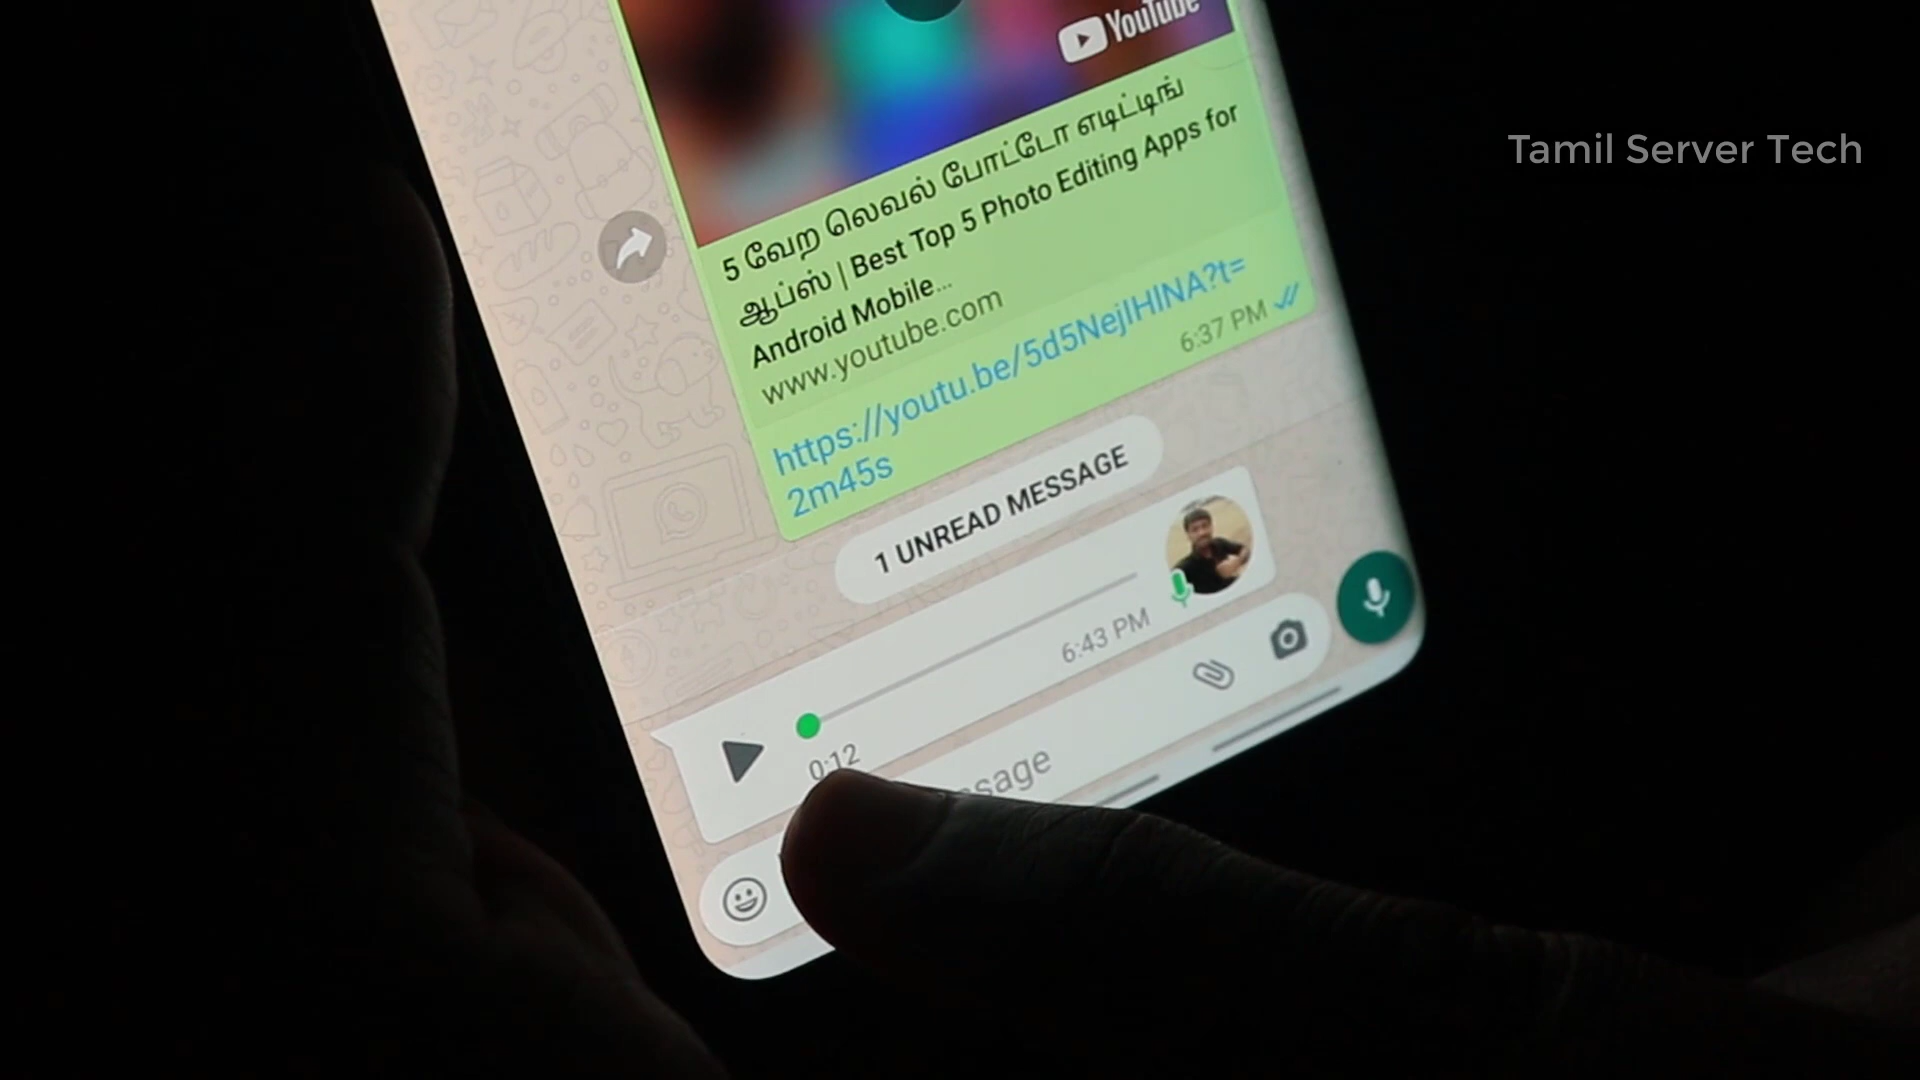 YouTube
Tamil Server Tech
5 வேற லெவல் போட்டோ எடிட்டிங்
ஆப்ஸ் | Best Top 5 Photo Editing Apps for
Android Mobile...
www.youtube.com
https://youtu.be/5d5NejIHlNA?t=
2m45s
6:37 PM
1 UNREAD MESSAGE
6:43 PM
0:12